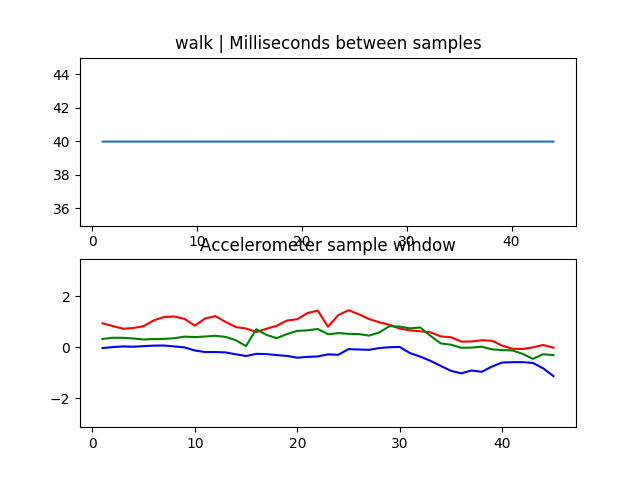 walk | Milliseconds between samples
44
42
40
38
36
0 10 20 30 40
Accelerometer sample window
2
0
−2
0 10 20 30 40